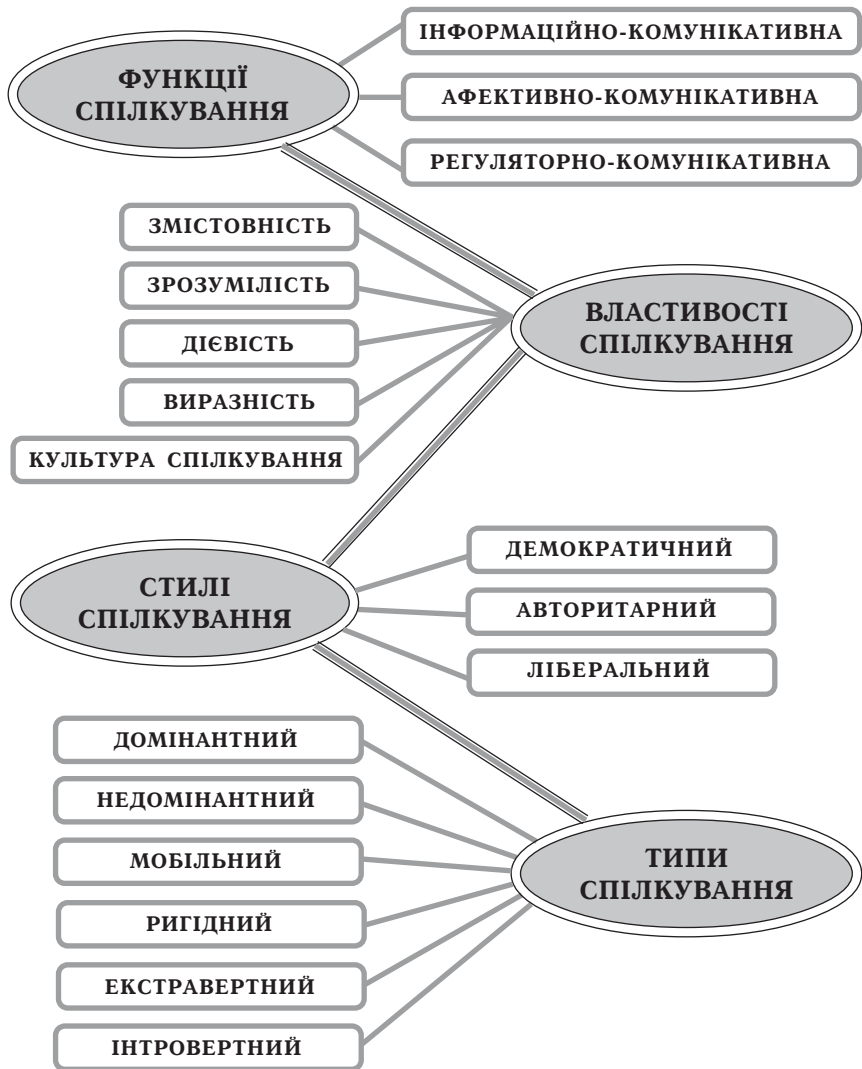 ФУНКЦІЇ
СПІЛКУВАННЯ
ІНФОРМАЦІЙНО-КОМУНІКАТИВНА
АФЕКТИВНО-КОМУНІКАТИВНА
РЕГУЛЯТОРНО-КОМУНІКАТИВНА
ВЛАСТИВОСТІ
СПІЛКУВАННЯ
ЗМІСТОВНІСТЬ
ЗРОЗУМІЛІСТЬ
ДІЄВІСТЬ
ВИРАЗНІСТЬ
КУЛЬТУРА СПІЛКУВАННЯ
СТИЛІ
СПІЛКУВАННЯ
ДЕМОКРАТИЧНИЙ
АВТОРИТАРНИЙ
ЛІБЕРАЛЬНИЙ
ТИПИ
СПІЛКУВАННЯ
ДОМІНАНТНИЙ
НЕДОМІНАНТНИЙ
МОБІЛЬНИЙ
РИГІДНИЙ
ЕКСТРАВЕРТНИЙ
ІНТРОВЕРТНИЙ